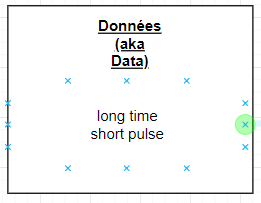 Données
(aka
Data)
long time
short pulse